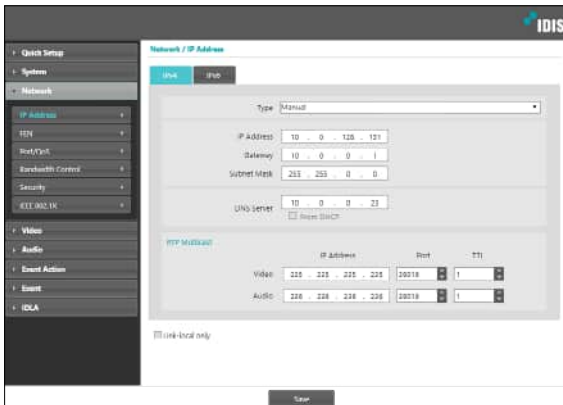 IDIS
Network / IP Address
Quick Setup
System
Network
IP Address
FEN
Port/QoS
Bandwidth Control
Security
IEEE 802.1X
Video
Audio
Event Action
Event
IDLA
IPv4 IPv6
Type Manual
IP Address 10 . 0 . 126 . 131
Gateway 10 . 0 . 0 . 1
Subnet Mask 255 . 255 . 0 . 0
DNS Server 10 . 0 . 0 . 23
From DHCP
RTP Multicast
IP Address Port TTL
Video 225 . 225 . 225 . 225 1
Audio 1
Link-local only
Save